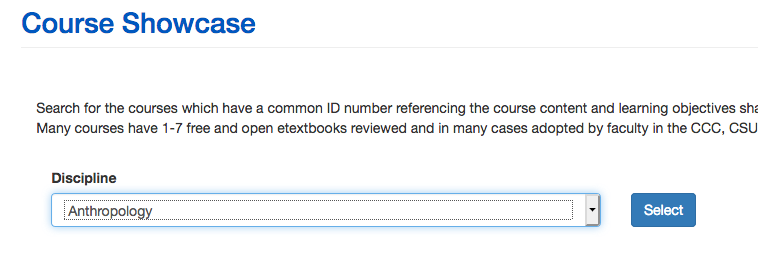 Course Showcase
Search for the courses which have a common ID number referencing the course content and learning objectives sha
Many courses have 1-7 free and open etextbooks reviewed and in many cases adopted by faculty in the CCC, CSU
Discipline
Anthropology
Select